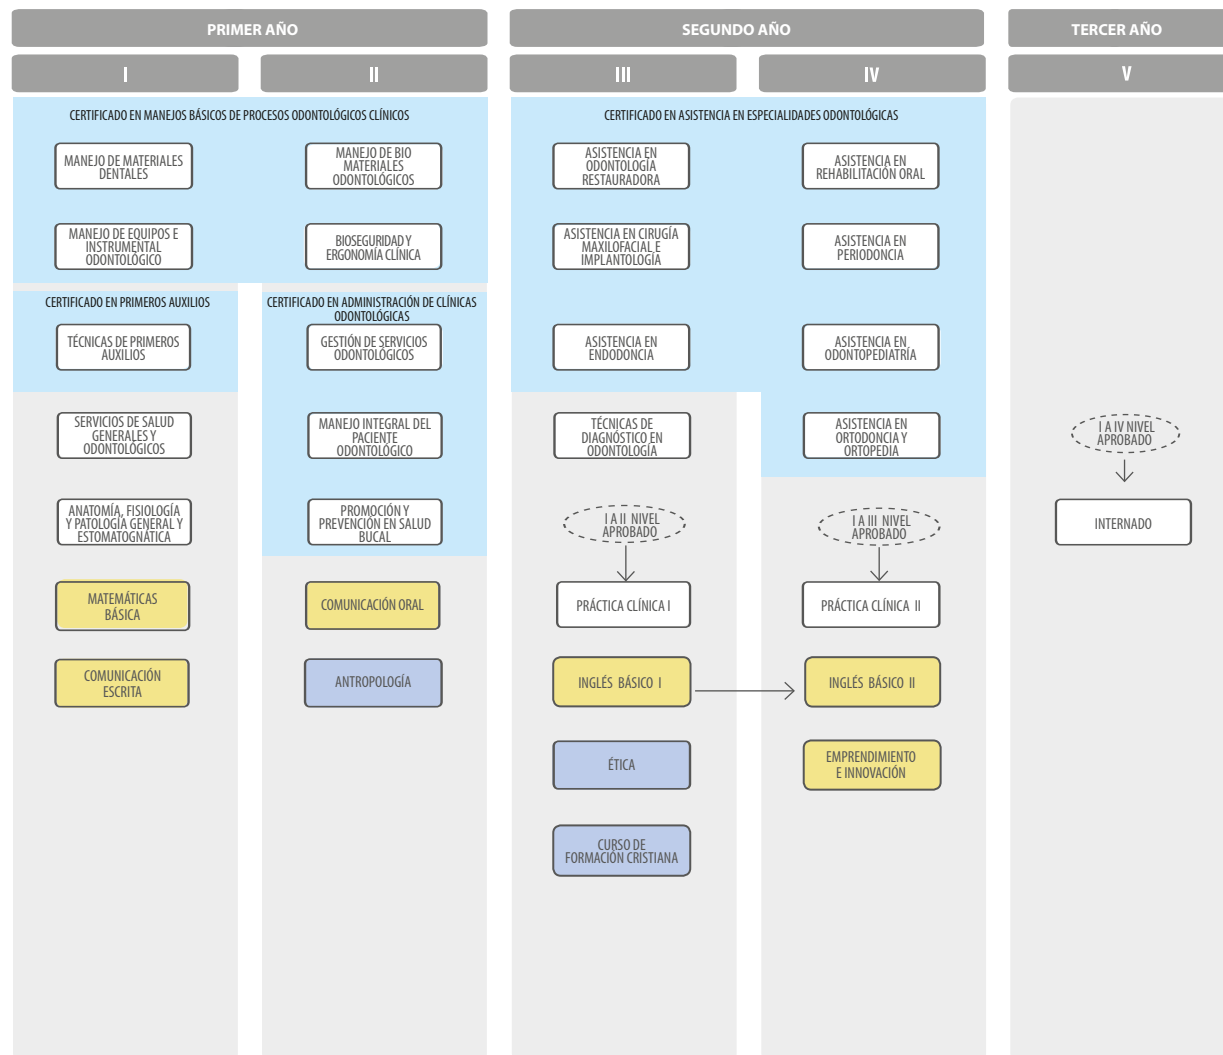 PRIMER AÑO
SEGUNDO AÑO
TERCER AÑO
I
II
III
IV
V
CERTIFICADO EN MANEJOS BÁSICOS DE PROCESOS ODONTOLÓGICOS CLÍNICOS
MANEJO DE MATERIALES
DENTALES
MANEJO DE BIO
MATERIALES
ODONTOLÓGICOS
MANEJO DE EQUIPOS E
INSTRUMENTAL
ODONTOLÓGICO
BIOSEGURIDAD Y
ERGONOMÍA CLÍNICA
CERTIFICADO EN PRIMEROS AUXILIOS
TÉCNICAS DE PRIMEROS
AUXILIOS
SERVICIOS DE SALUD
GENERALES Y
ODONTOLÓGICOS
ANATOMÍA, FISIOLOGÍA
Y PATOLOGÍA GENERAL Y
ESTOMATOGNÁTICA
MATEMÁTICAS
BÁSICA
COMUNICACIÓN
ESCRITA
CERTIFICADO EN ADMINISTRACIÓN DE CLÍNICAS
ODONTOLÓGICAS
GESTIÓN DE SERVICIOS
ODONTOLÓGICOS
MANEJO INTEGRAL DEL
PACIENTE
ODONTOLÓGICO
PROMOCIÓN Y
PREVENCIÓN EN SALUD
BUCAL
COMUNICACIÓN ORAL
ANTROPOLOGÍA
CERTIFICADO EN ASISTENCIA EN ESPECIALIDADES ODONTOLÓGICAS
ASISTENCIA EN
ODONTOLOGÍA
RESTAURADORA
ASISTENCIA EN CIRUGÍA
MAXILOFACIAL E
IMPLANTOLOGÍA
ASISTENCIA EN
ENDODONCIA
TÉCNICAS DE
DIAGNÓSTICO EN
ODONTOLOGÍA
I A II NIVEL
APROBADO
PRÁCTICA CLÍNICA I
INGLÉS BÁSICO I
ÉTICA
CURSO DE
FORMACIÓN CRISTIANA
ASISTENCIA EN
REHABILITACIÓN ORAL
ASISTENCIA EN
PERIODONCIA
ASISTENCIA EN
ODONTOPEDIATRÍA
ASISTENCIA EN
ORTODONCIA Y
ORTOPEDIA
I A III NIVEL
APROBADO
PRÁCTICA CLÍNICA II
INGLÉS BÁSICO II
EMPRENDIMIENTO
E INNOVACIÓN
I A IV NIVEL
APROBADO
INTERNADO